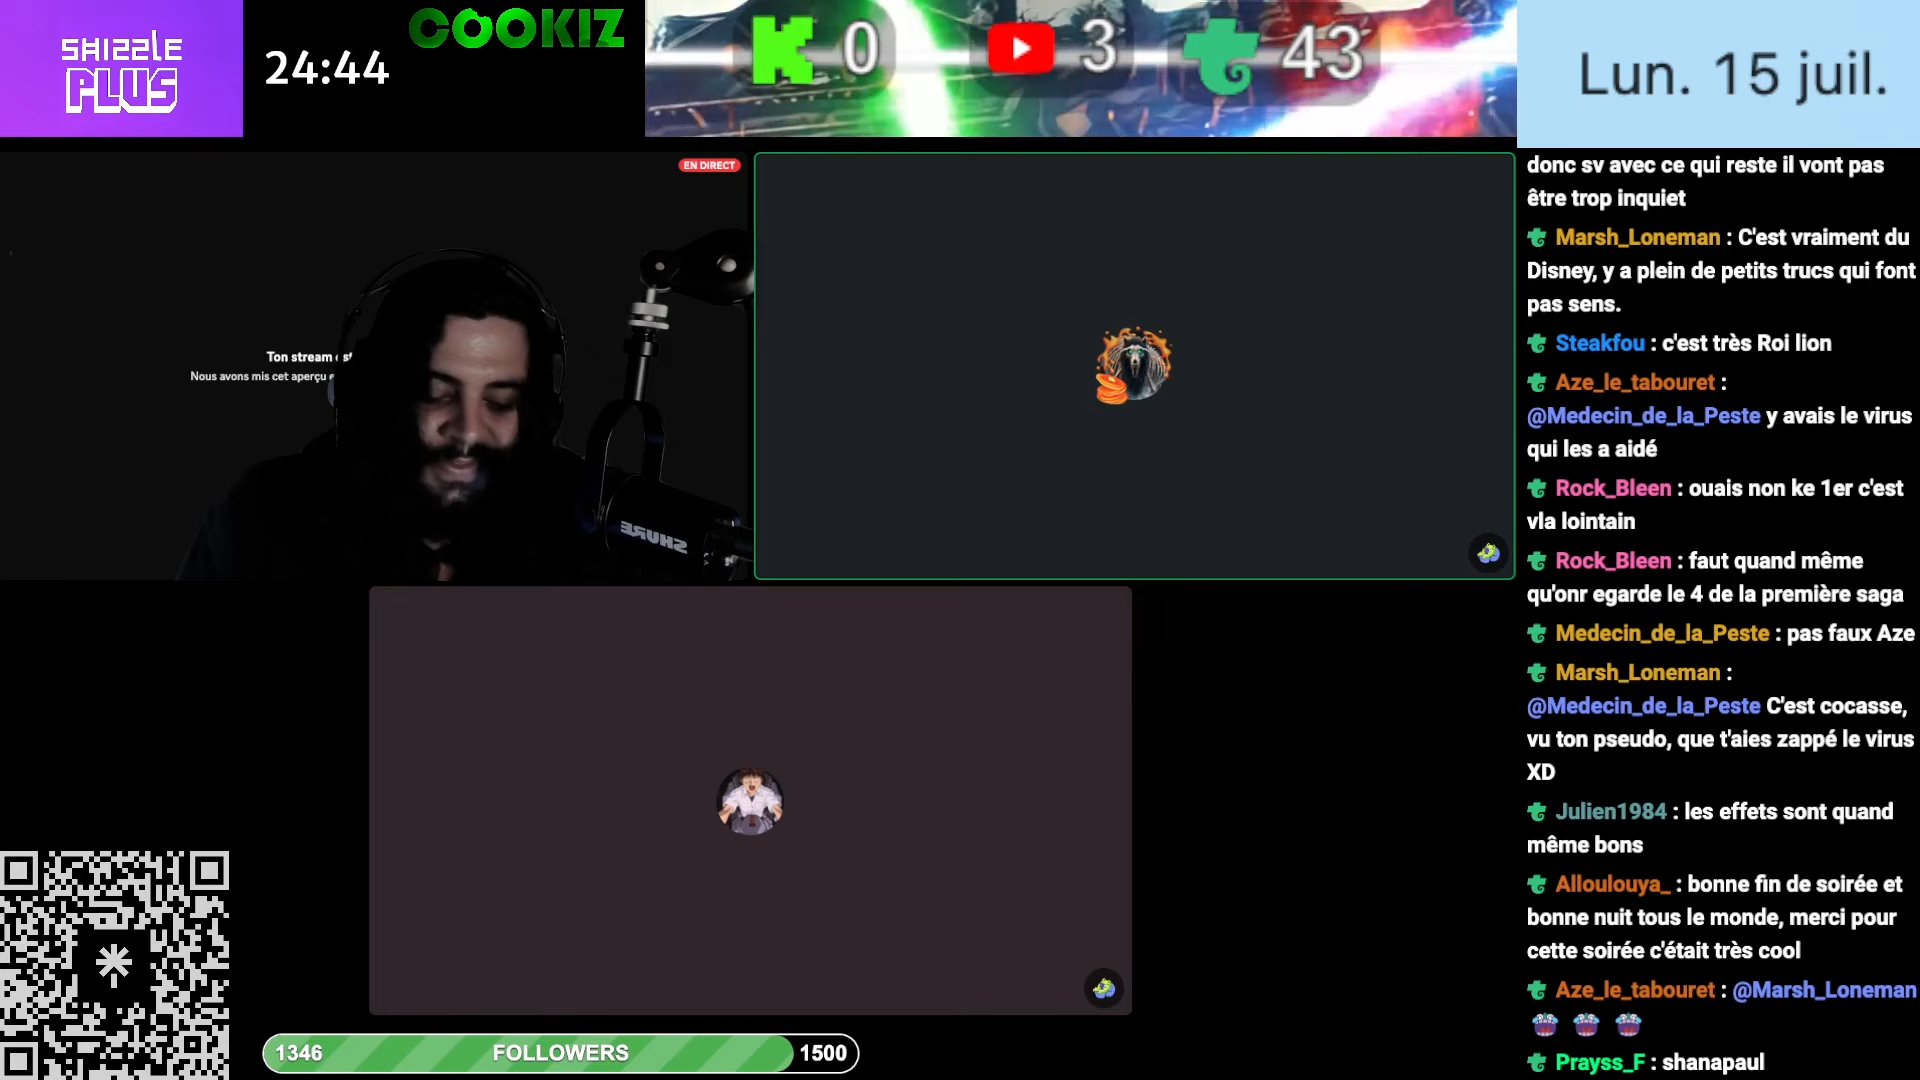 SHIZZLE
PLUS
24:44
COOKIZ
0
3
43
Lun. 15 juil.
EN DIRECT
Ton stream est
Nous avons mis cet aperçu
SHURE
donc sv avec ce qui reste il vont pas
être trop inquiet
Marsh_Loneman : C'est vraiment du
Disney, y a plein de petits trucs qui font
pas sens.
Steakfou : c'est très Roi lion
Aze_le_tabouret :
@Medecin_de_la_Peste y avais le virus
qui les a aidé
Rock_Bleen : ouais non ke 1er c'est
vla lointain
Rock_Bleen : faut quand même
qu'onr egarde le 4 de la première saga
Medecin_de_la_Peste : pas faux Aze
Marsh_Loneman :
@Medecin_de_la_Peste C'est cocasse,
vu ton pseudo, que t'aies zappé le virus
XD
Julien1984 : les effets sont quand
même bons
Alloulouya_ : bonne fin de soirée et
bonne nuit tous le monde, merci pour
cette soirée c'était très cool
Aze_le_tabouret : @Marsh_Loneman
Prayss_F : shanapaul
1346 FOLLOWERS 1500